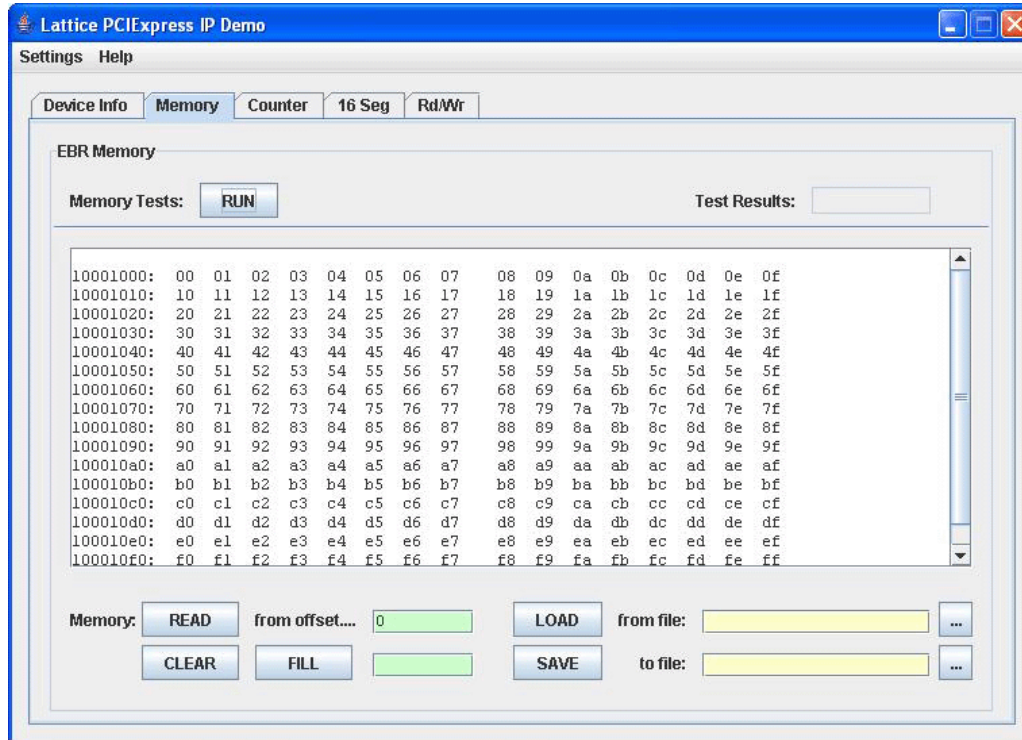 Lattice PCIExpress IP Demo
Settings Help
Device Info Memory Counter 16 Seg Rd/Wr
EBR Memory
Memory Tests: RUN Test Results:
10001000: 00 01 02 03 04 05 06 07 08 09 0a 0b 0c 0d 0e 0f
10001010: 10 11 12 13 14 15 16 17 18 19 1a 1b 1c 1d 1e 1f
10001020: 20 21 22 23 24 25 26 27 28 29 2a 2b 2c 2d 2e 2f
10001030: 30 31 32 33 34 35 36 37 38 39 3a 3b 3c 3d 3e 3f
10001040: 40 41 42 43 44 45 46 47 48 49 4a 4b 4c 4d 4e 4f
10001050: 50 51 52 53 54 55 56 57 58 59 5a 5b 5c 5d 5e 5f
10001060: 60 61 62 63 64 65 66 67 68 69 6a 6b 6c 6d 6e 6f
10001070: 70 71 72 73 74 75 76 77 78 79 7a 7b 7c 7d 7e 7f
10001080: 80 81 82 83 84 85 86 87 88 89 8a 8b 8c 8d 8e 8f
10001090: 90 91 92 93 94 95 96 97 98 99 9a 9b 9c 9d 9e 9f
100010a0: a0 a1 a2 a3 a4 a5 a6 a7 a8 a9 aa ab ac ad ae af
100010b0: b0 b1 b2 b3 b4 b5 b6 b7 b8 b9 ba bb bc bd be bf
100010c0: c0 c1 c2 c3 c4 c5 c6 c7 c8 c9 ca cb cc cd ce cf
100010d0: d0 d1 d2 d3 d4 d5 d6 d7 d8 d9 da db dc dd de df
100010e0: e0 e1 e2 e3 e4 e5 e6 e7 e8 e9 ea eb ec ed ee ef
100010f0: f0 f1 f2 f3 f4 f5 f6 f7 f8 f9 fa fb fc fd fe ff
Memory: READ from offset.... 0 LOAD from file: ...
CLEAR FILL SAVE to file: ...